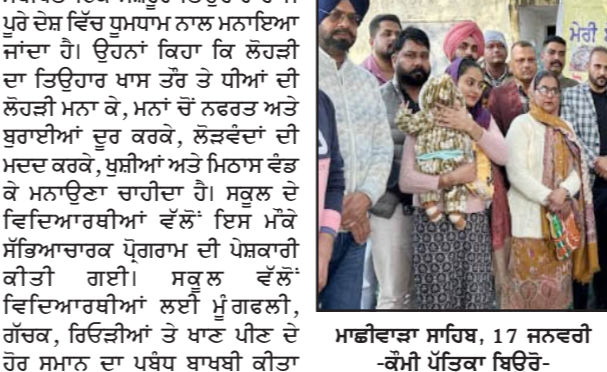 ਪੂਰੇ ਦੇਸ਼ ਵਿੱਚ ਧੂਮਧਾਮ ਨਾਲ ਮਨਾਇਆ
ਜਾਂਦਾ ਹੈ। ਉਹਨਾਂ ਕਿਹਾ ਕਿ ਲੋਹੜੀ
ਦਾ ਤਿਉਹਾਰ ਖਾਸ ਤੌਰ ਤੇ ਧੀਆਂ ਦੀ
ਲੋਹੜੀ ਮਨਾ ਕੇ, ਮਨਾਂ ਚੋਂ ਨਫਰਤ ਅਤੇ
ਬੁਰਾਈਆਂ ਦੂਰ ਕਰਕੇ, ਲੋੜਵੰਦਾਂ ਦੀ
ਮਦਦ ਕਰਕੇ, ਖੁਸ਼ੀਆਂ ਅਤੇ ਮਿਠਾਸ ਵੰਡ
ਕੇ ਮਨਾਉਣਾ ਚਾਹੀਦਾ ਹੈ। ਸਕੂਲ ਦੇ
ਵਿਦਿਆਰਥੀਆਂ ਵੱਲੋਂ ਇਸ ਮੌਕੇ
ਸੱਭਿਆਚਾਰਕ ਪ੍ਰੋਗਰਾਮ ਦੀ ਪੇਸ਼ਕਾਰੀ
ਕੀਤੀ ਗਈ। ਸਕੂਲ ਵੱਲੋਂ
ਵਿਦਿਆਰਥੀਆਂ ਲਈ ਮੂੰਗਫਲੀ,
ਗੱਚਕ, ਰਿਓੜੀਆਂ ਤੇ ਖਾਣ ਪੀਣ ਦੇ
ਹੋਰ ਸਮਾਨ ਦਾ ਪ੍ਰਬੰਧ ਬਾਖੂਬੀ ਕੀਤਾ
ਮੇਰੀ
ਮਾਛੀਵਾੜਾ ਸਾਹਿਬ, 17 ਜਨਵਰੀ
-ਕੌਮੀ ਪੱਤ੍ਰਿਕਾ ਬਿਊਰੋ-